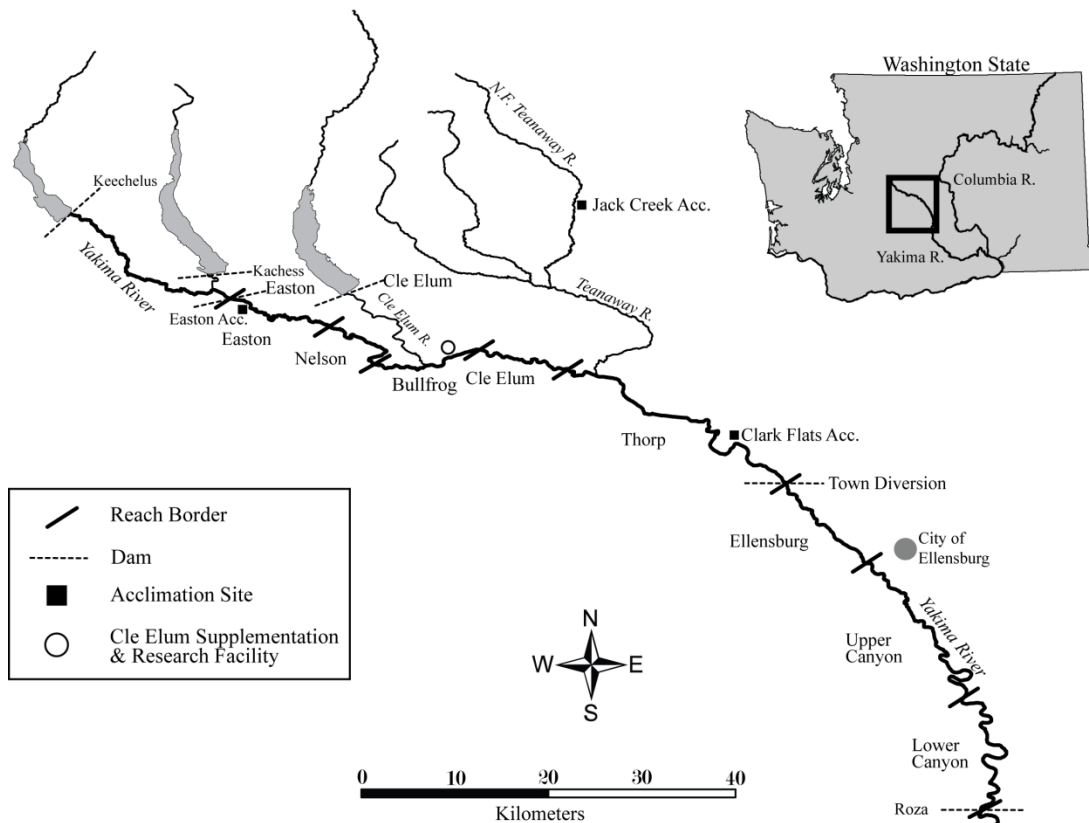 Washington State
N.F. Teanaway R.
Keechelus
Jack Creek Acc.
Columbia R.
Yakima R.
Yakima River
Kachess
Easton
Cle Elum
Cle Elum R.
Teanaway R.
Easton Acc.
Easton
Nelson
Bullfrog
Cle Elum
Thorp
Clark Flats Acc.
Town Diversion
Ellensburg
City of
Ellensburg
Yakima River
Upper
Canyon
Lower
Canyon
Roza
Reach Border
Dam
Acclimation Site
Cle Elum Supplementation
& Research Facility
N
W E
S
0 10 20 30 40
Kilometers